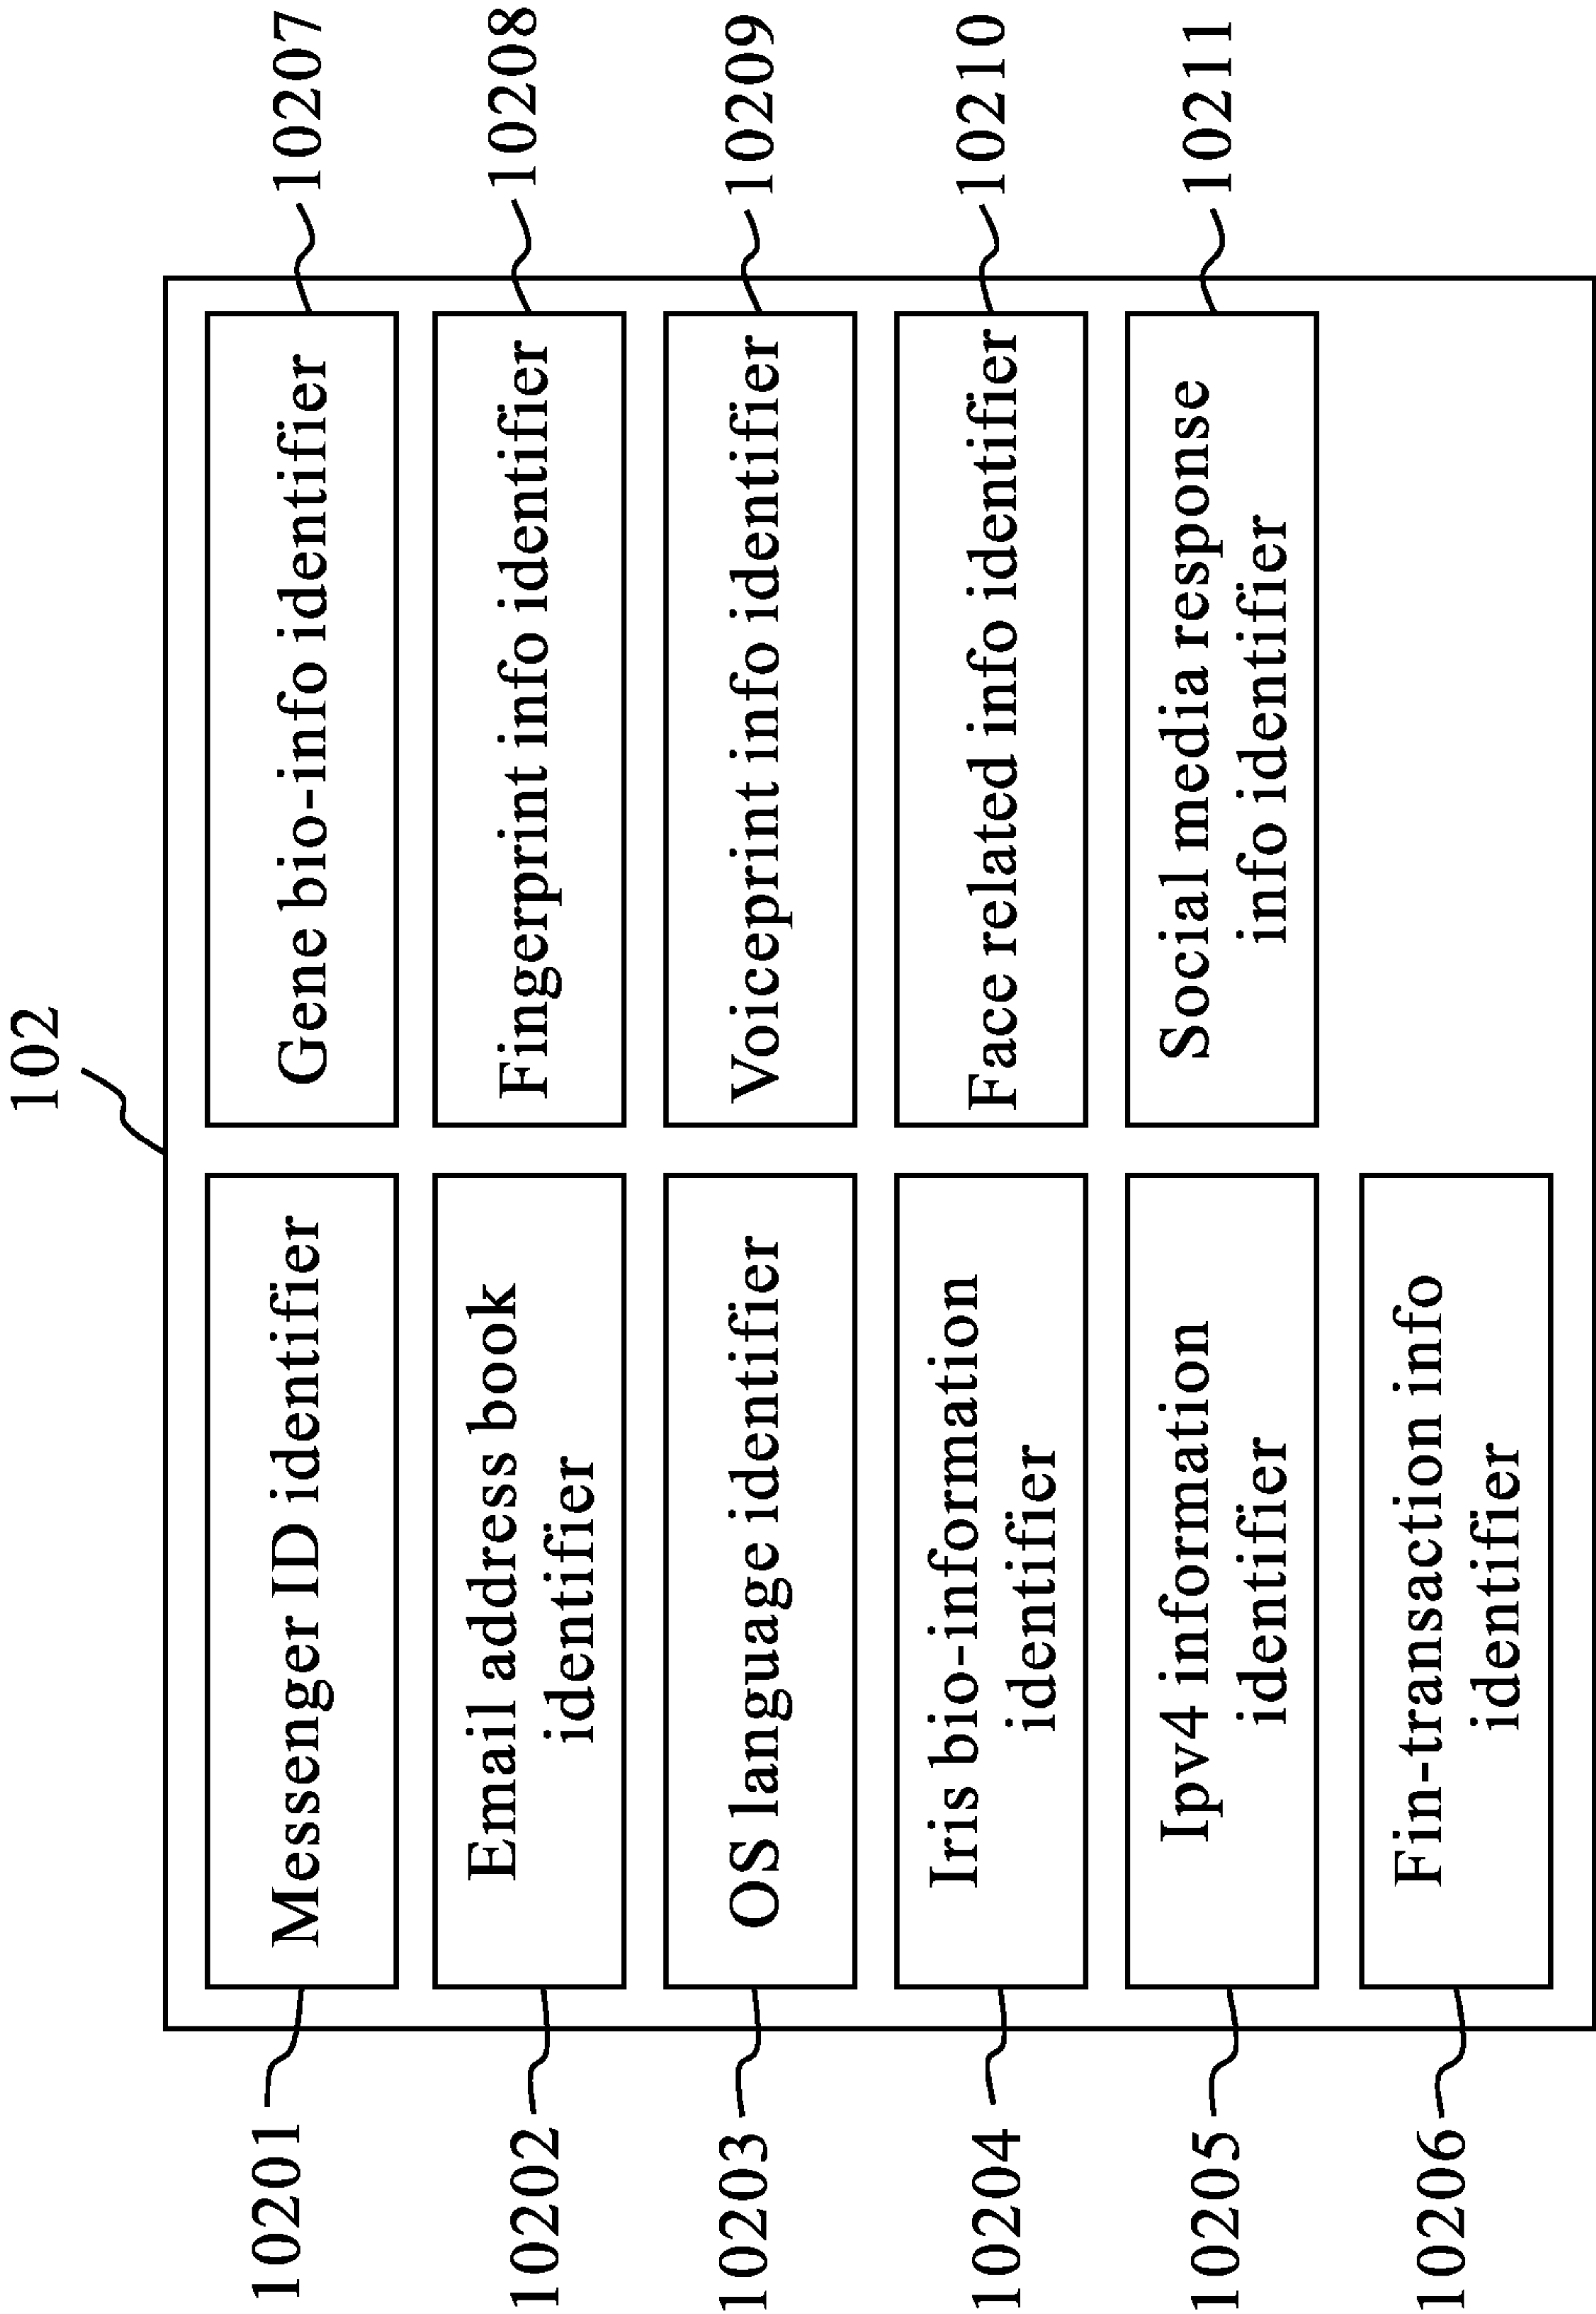 102
10201
Messenger ID identifier
Gene bio-info identifier
10207
10202
Email address book
identifier
Fingerprint info identifier
10208
10203
OS language identifier
Voiceprint info identifier
10209
10204
Iris bio-information
identifier
Face related info identifier
10210
10205
Ipv4 information
identifier
Social media response
info identifier
10211
10206
Fin-transaction info
identifier